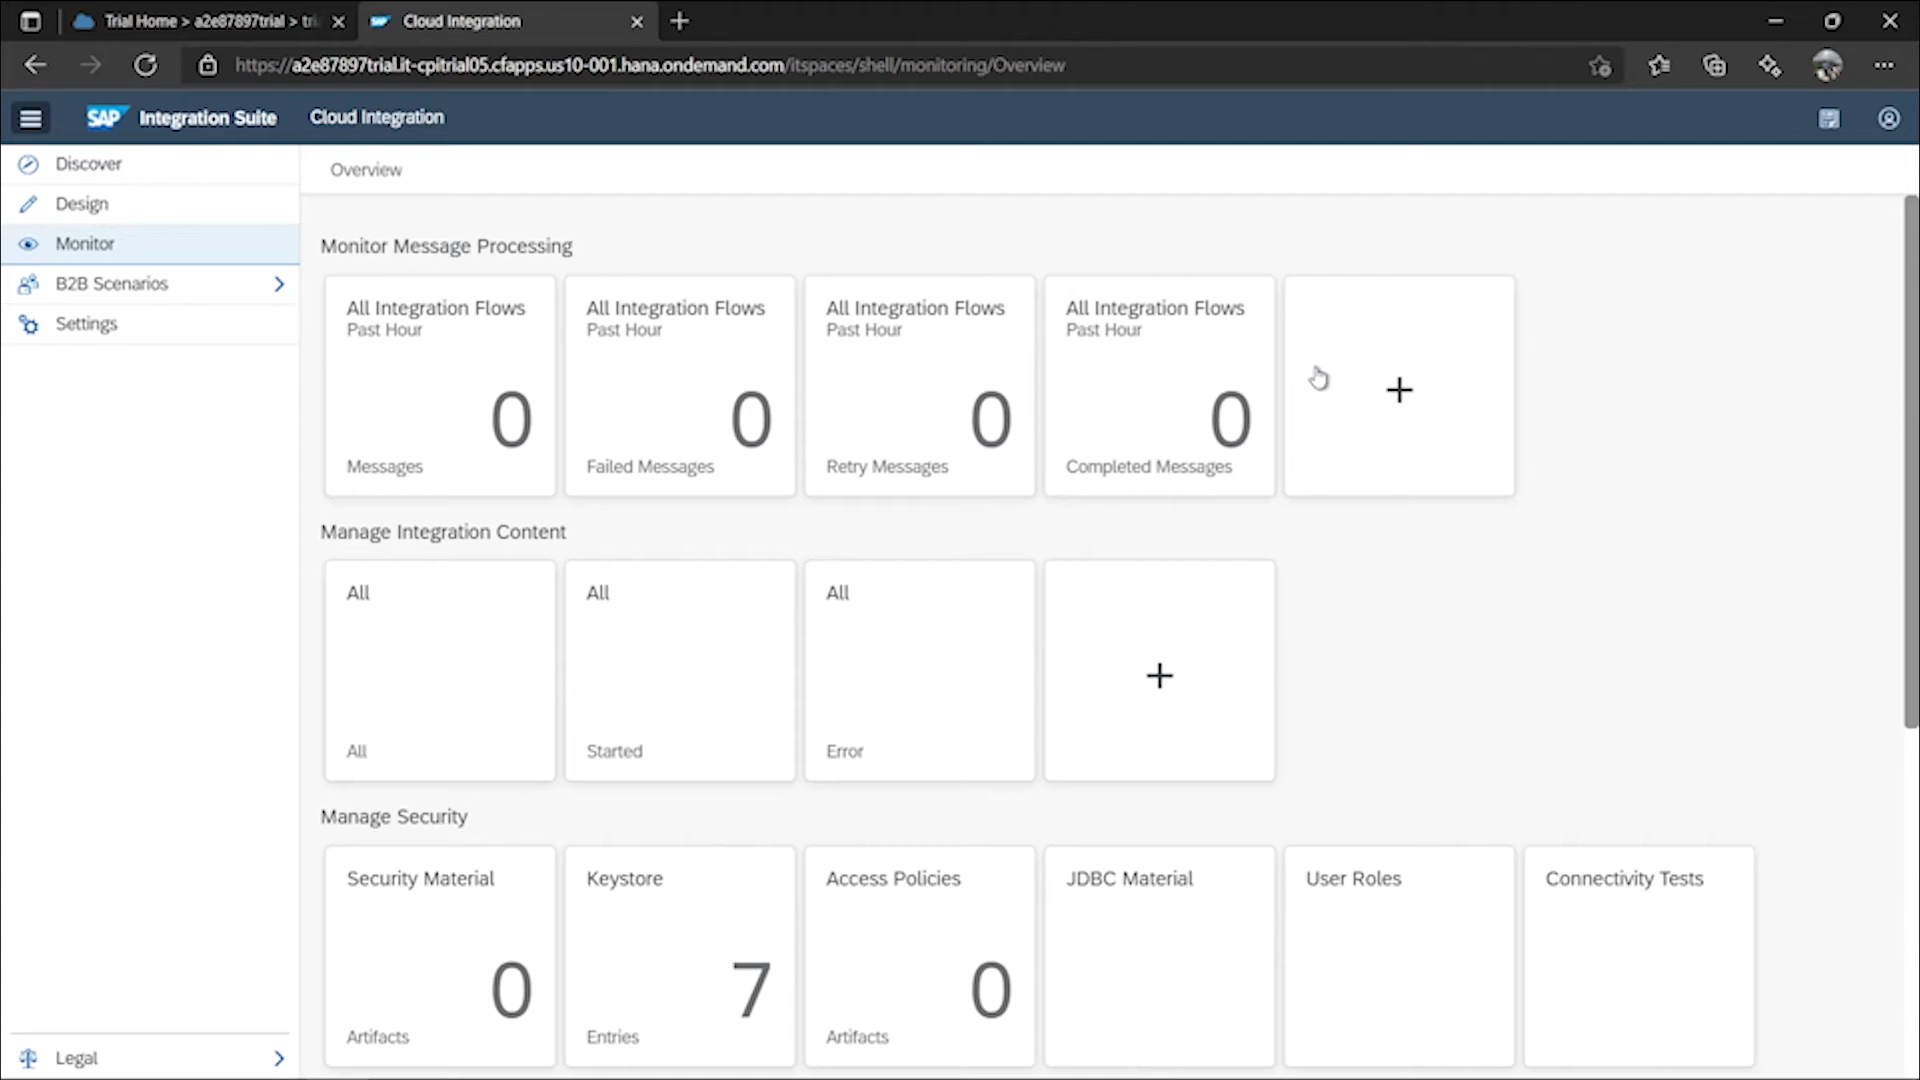 Trial Home > a2e87897trial > tri
Cloud Integration
https://a2e87897trial.it-cpitrial05.cfapps.us10-001.hana.ondemand.com/itspaces/shell/monitoring/Overview
SAP Integration Suite Cloud Integration
Discover
Design
Monitor
B2B Scenarios
Settings
Legal
Overview
Monitor Message Processing
All Integration Flows
Past Hour
0
Messages
All Integration Flows
Past Hour
0
Failed Messages
All Integration Flows
Past Hour
0
Retry Messages
All Integration Flows
Past Hour
0
Completed Messages
+
Manage Integration Content
All
All
All
Started
All
Error
+
Manage Security
Security Material
0
Artifacts
Keystore
7
Entries
Access Policies
0
Artifacts
JDBC Material
User Roles
Connectivity Tests